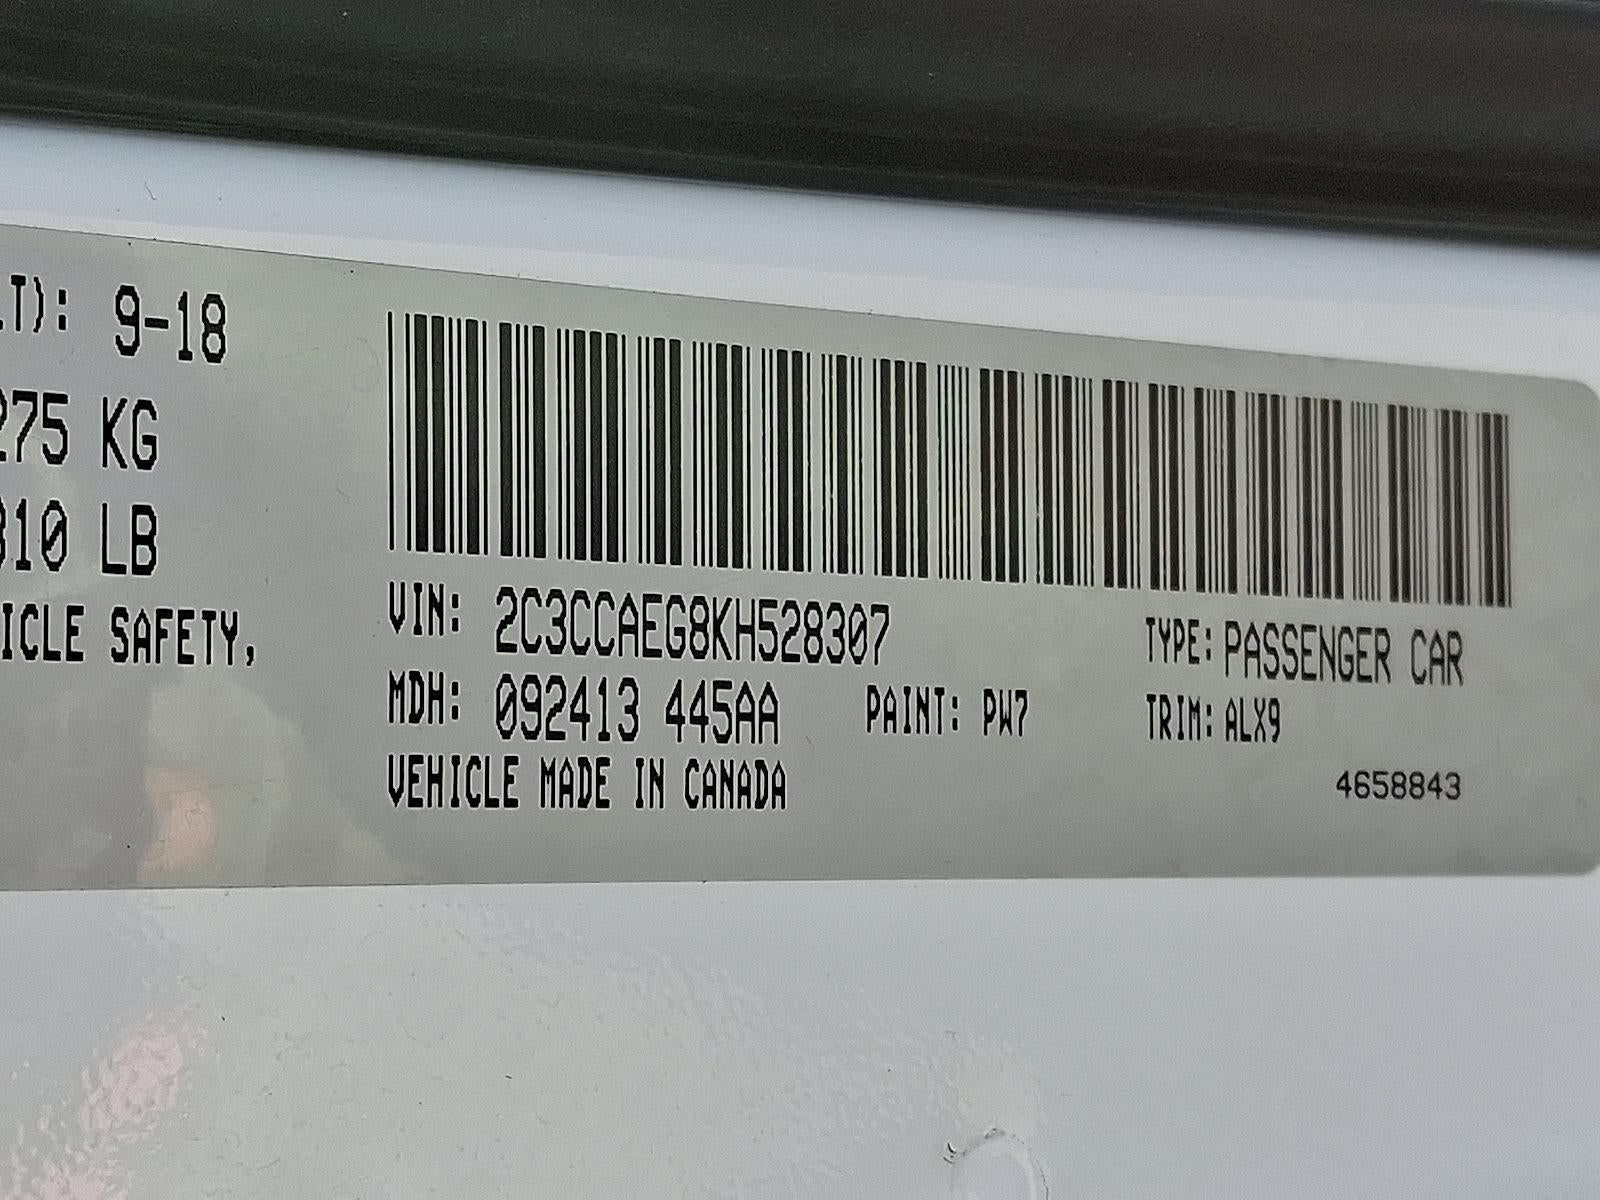 LT): 9-18
275 KG
310 LB
ICLE SAFETY,
VIN: 2C3CCAEG8KH528307
TYPE: PASSENGER CAR
MDH: 092413 445AA PAINT: PW7
TRIM: ALX9
VEHICLE MADE IN CANADA
4658843